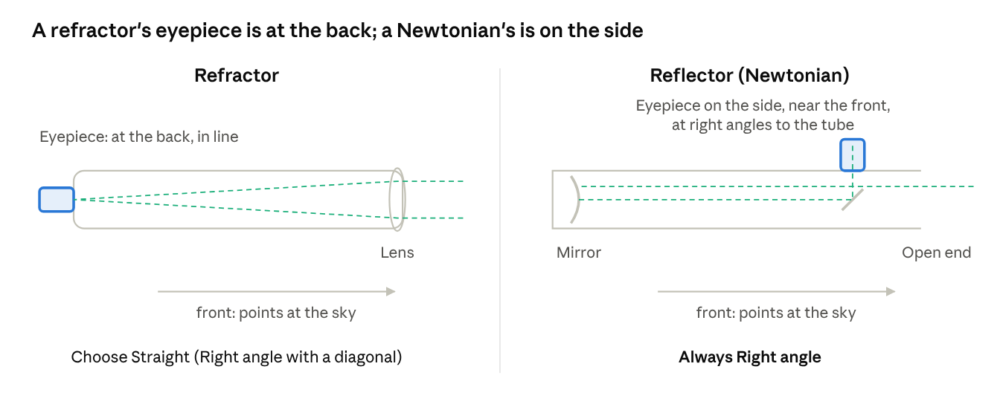 A refractor's eyepiece is at the back; a Newtonian's is on the side
Refractor
Eyepiece: at the back, in line
Lens
front: points at the sky
Choose Straight (Right angle with a diagonal)
Reflector (Newtonian)
Eyepiece on the side, near the front,
at right angles to the tube
Mirror
Open end
front: points at the sky
Always Right angle